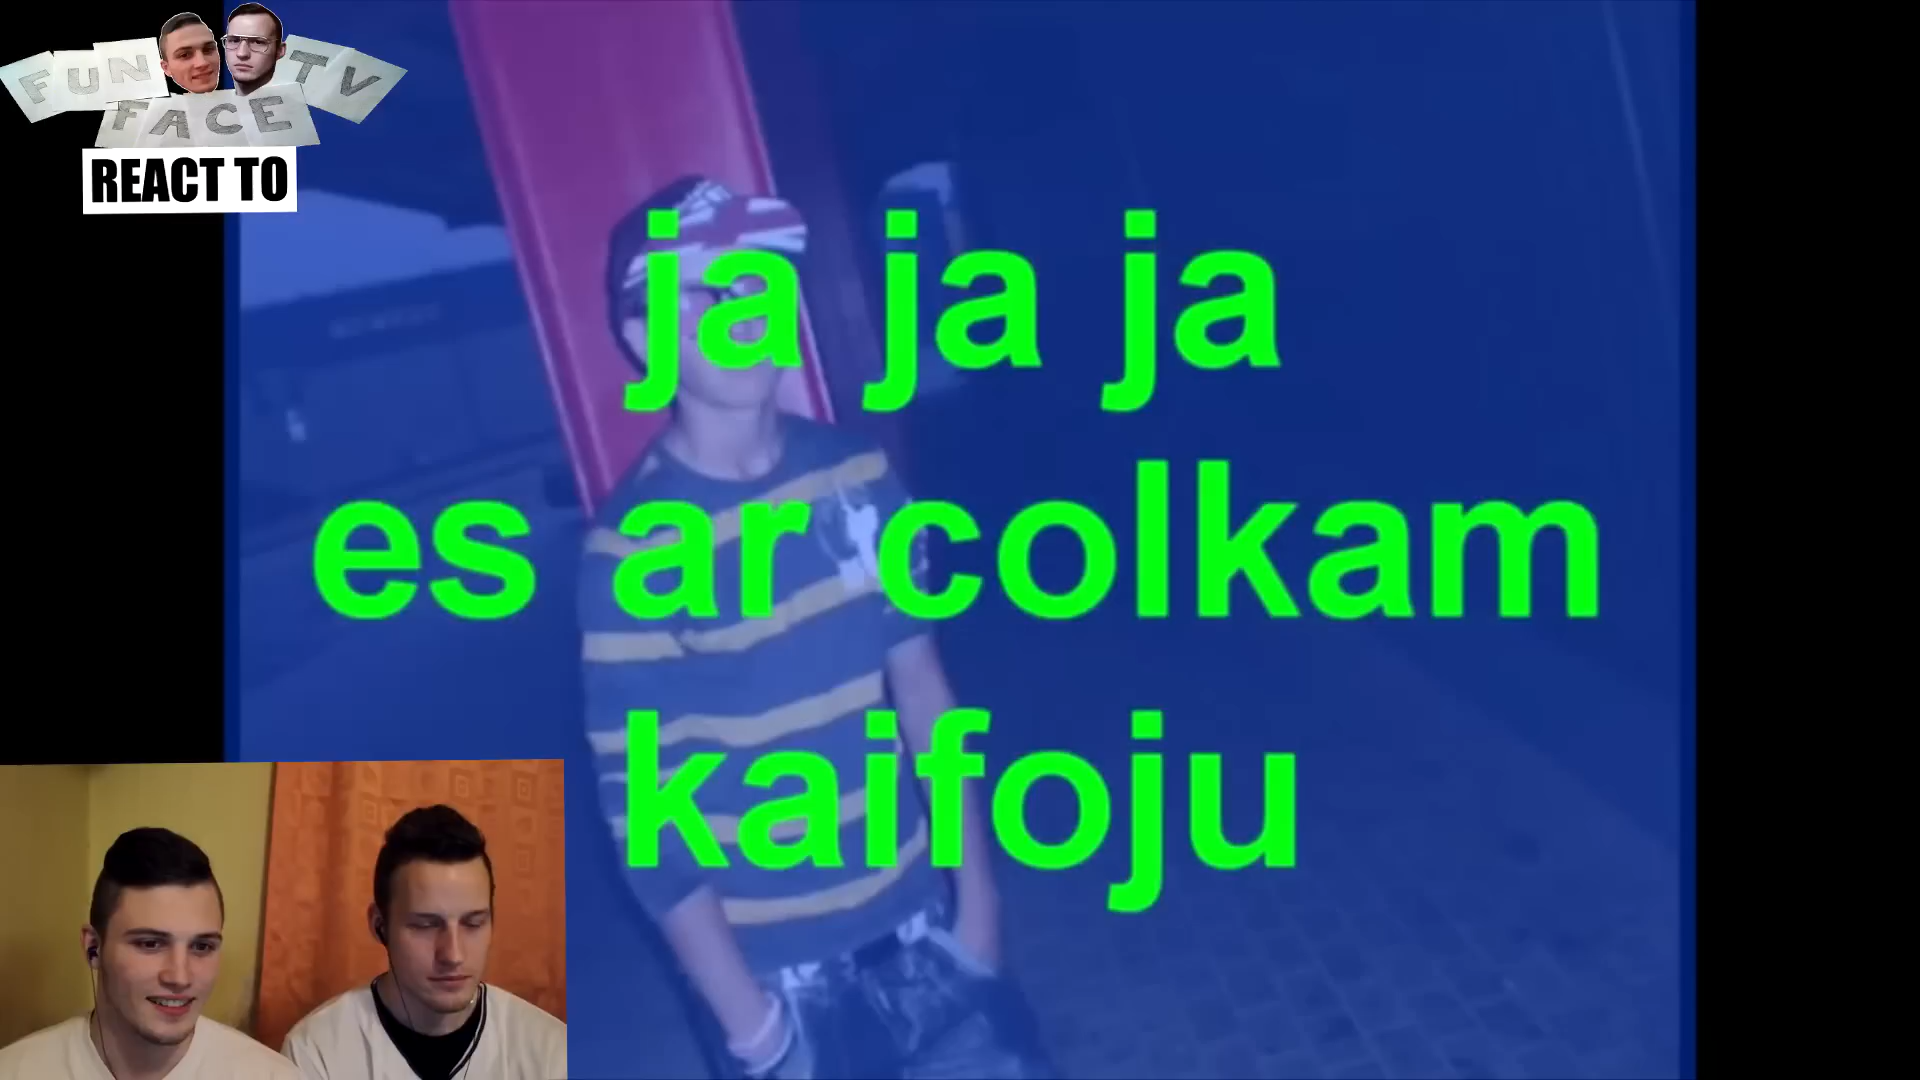 FUN TV
FACE
REACT TO
ja ja ja
es ar colkam
kaifoju